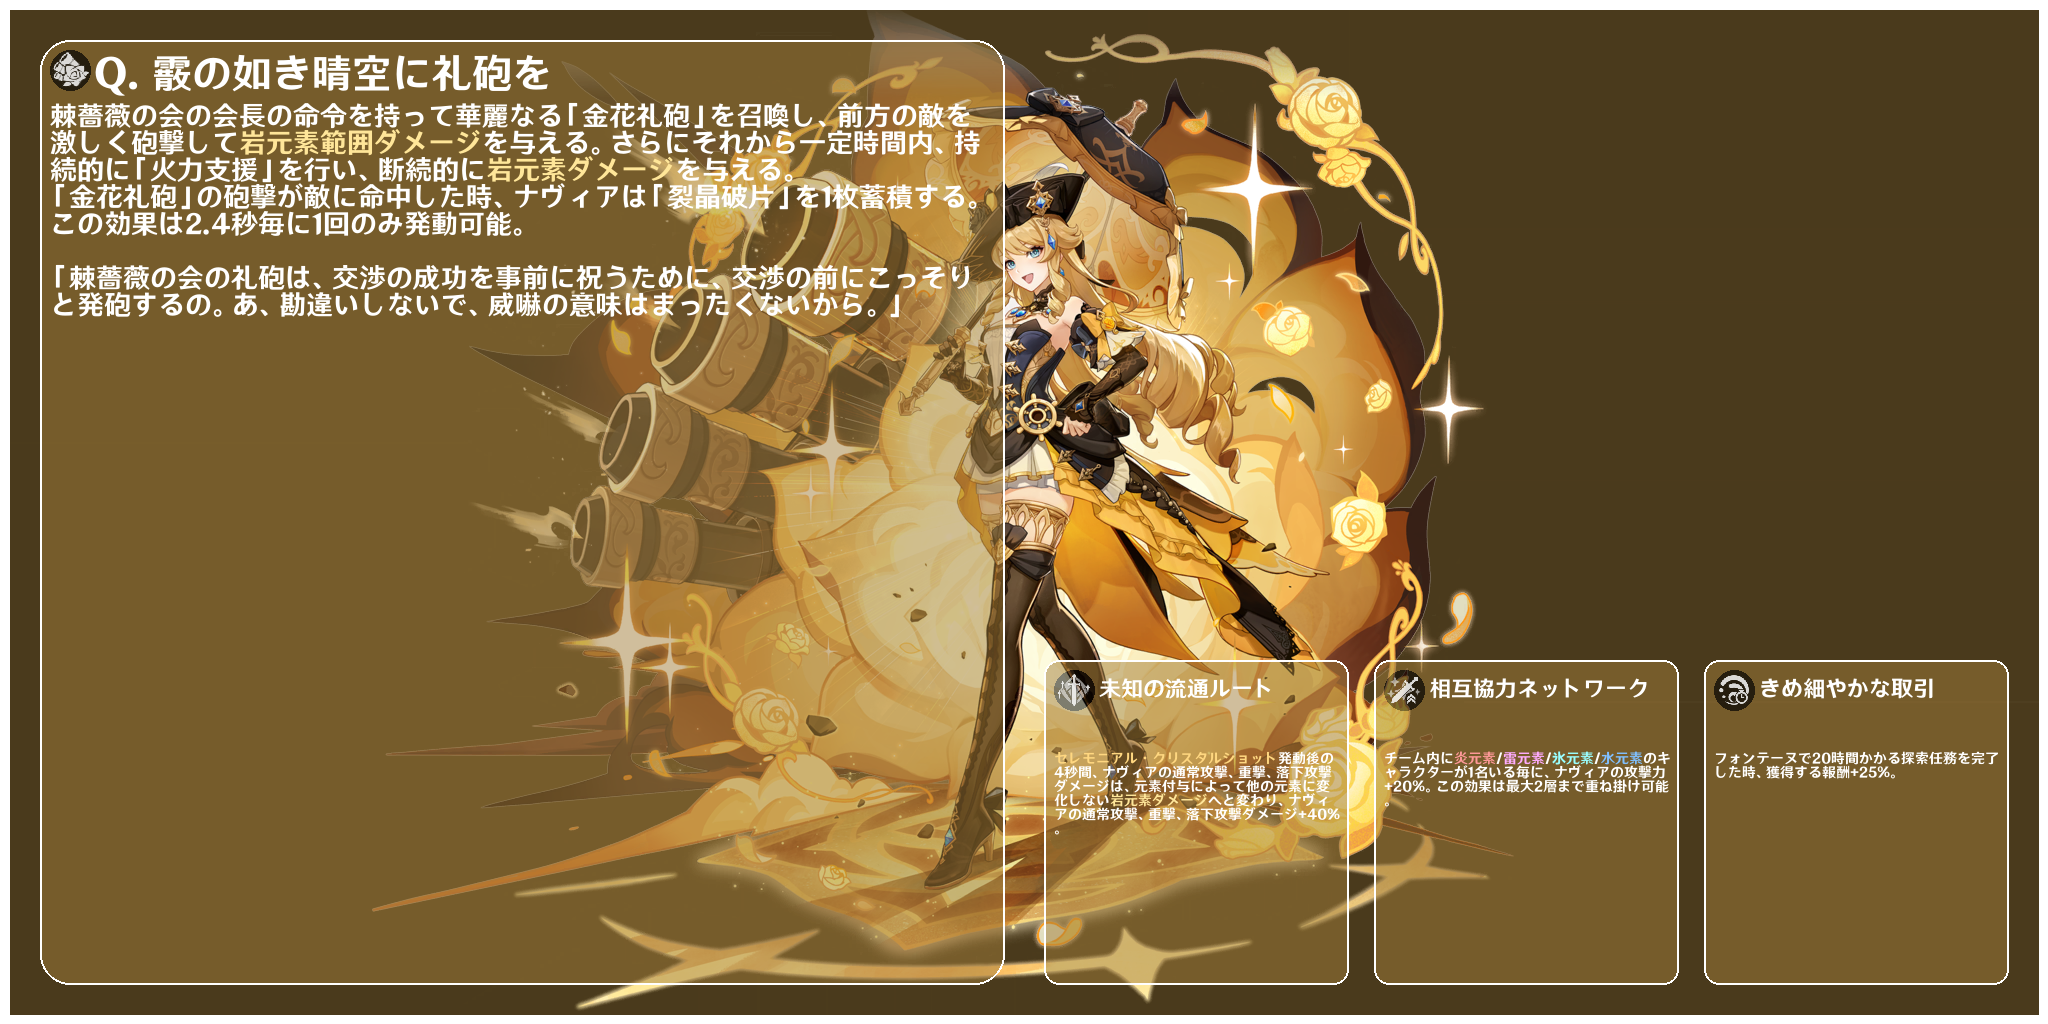 Q. 霰の如き晴空に礼砲を
棘薔薇の会の会長の命令を持って華麗なる「金花礼砲」を召喚し、前方の敵を
激しく砲撃して岩元素範囲ダメージを与える。さらにそれから一定時間内、持
続的に「火力支援」を行い、断続的に岩元素ダメージを与える。
「金花礼砲」の砲撃が敵に命中した時、ナヴィアは「裂晶破片」を1枚蓄積する。
この効果は2.4秒毎に1回のみ発動可能。
「棘薔薇の会の礼砲は、交渉の成功を事前に祝うために、交渉の前にこっそり
と発砲するの。あ、勘違いしないで、威嚇の意味はまったくないから。」
未知の流通ルート
セレモニアル・クリスタルショット発動後の
4秒間、ナヴィアの通常攻撃、重撃、落下攻撃
ダメージは、元素付与によって他の元素に変
化しない岩元素ダメージへと変わり、ナヴィ
アの通常攻撃、重撃、落下攻撃ダメージ+40%
。
相互協力ネットワーク
チーム内に炎元素/雷元素/氷元素/水元素のキ
ャラクターが1名いる毎に、ナヴィアの攻撃力
+20%。この効果は最大2層まで重ね掛け可能
。
きめ細やかな取引
フォンテーヌで20時間かかる探索任務を完了
した時、獲得する報酬+25%。